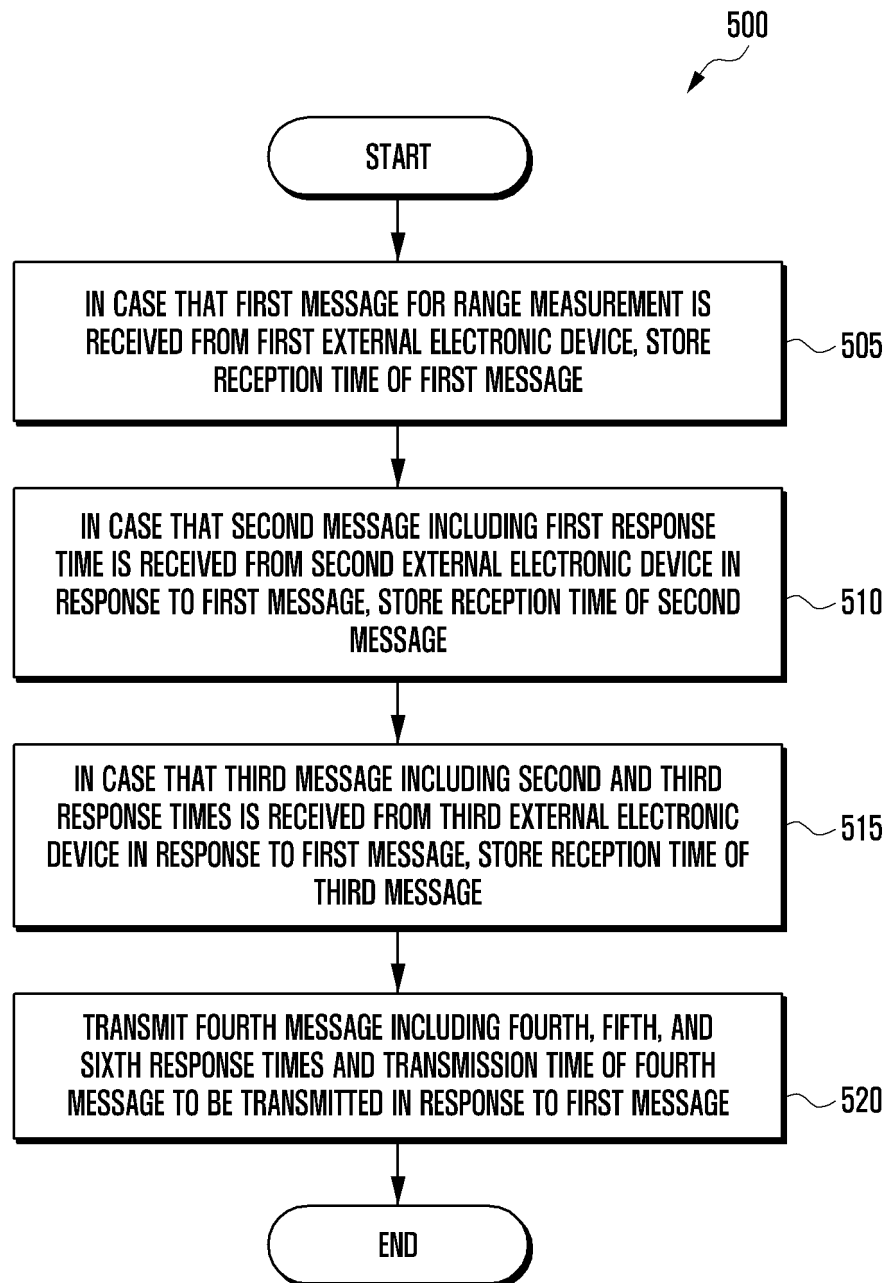 500
START
IN CASE THAT FIRST MESSAGE FOR RANGE MEASUREMENT IS
RECEIVED FROM FIRST EXTERNAL ELECTRONIC DEVICE, STORE
RECEPTION TIME OF FIRST MESSAGE
505
IN CASE THAT SECOND MESSAGE INCLUDING FIRST RESPONSE
TIME IS RECEIVED FROM SECOND EXTERNAL ELECTRONIC DEVICE IN
RESPONSE TO FIRST MESSAGE, STORE RECEPTION TIME OF SECOND
MESSAGE
510
IN CASE THAT THIRD MESSAGE INCLUDING SECOND AND THIRD
RESPONSE TIMES IS RECEIVED FROM THIRD EXTERNAL ELECTRONIC
DEVICE IN RESPONSE TO FIRST MESSAGE, STORE RECEPTION TIME OF
THIRD MESSAGE
515
TRANSMIT FOURTH MESSAGE INCLUDING FOURTH, FIFTH, AND
SIXTH RESPONSE TIMES AND TRANSMISSION TIME OF FOURTH
MESSAGE TO BE TRANSMITTED IN RESPONSE TO FIRST MESSAGE
520
END